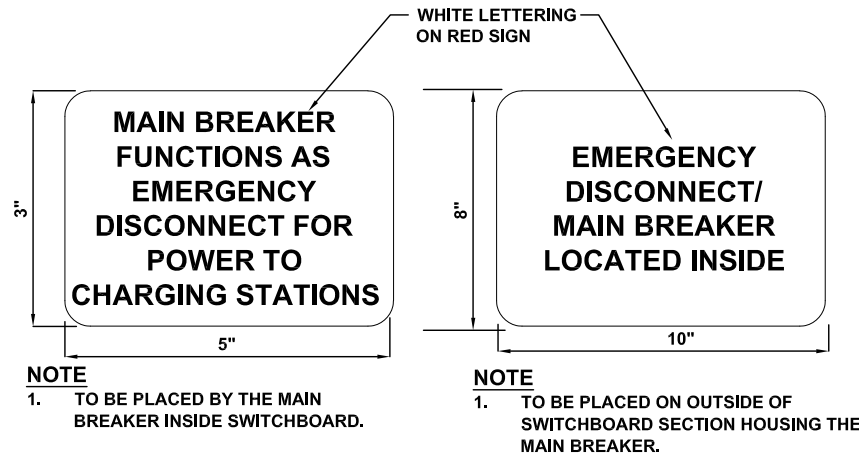 WHITE LETTERING
ON RED SIGN
MAIN BREAKER
FUNCTIONS AS
EMERGENCY
DISCONNECT FOR
POWER TO
CHARGING STATIONS
3"
5"
NOTE
1. TO BE PLACED BY THE MAIN
BREAKER INSIDE SWITCHBOARD.
EMERGENCY
DISCONNECT/
MAIN BREAKER
LOCATED INSIDE
8"
10"
NOTE
1. TO BE PLACED ON OUTSIDE OF
SWITCHBOARD SECTION HOUSING THE
MAIN BREAKER.